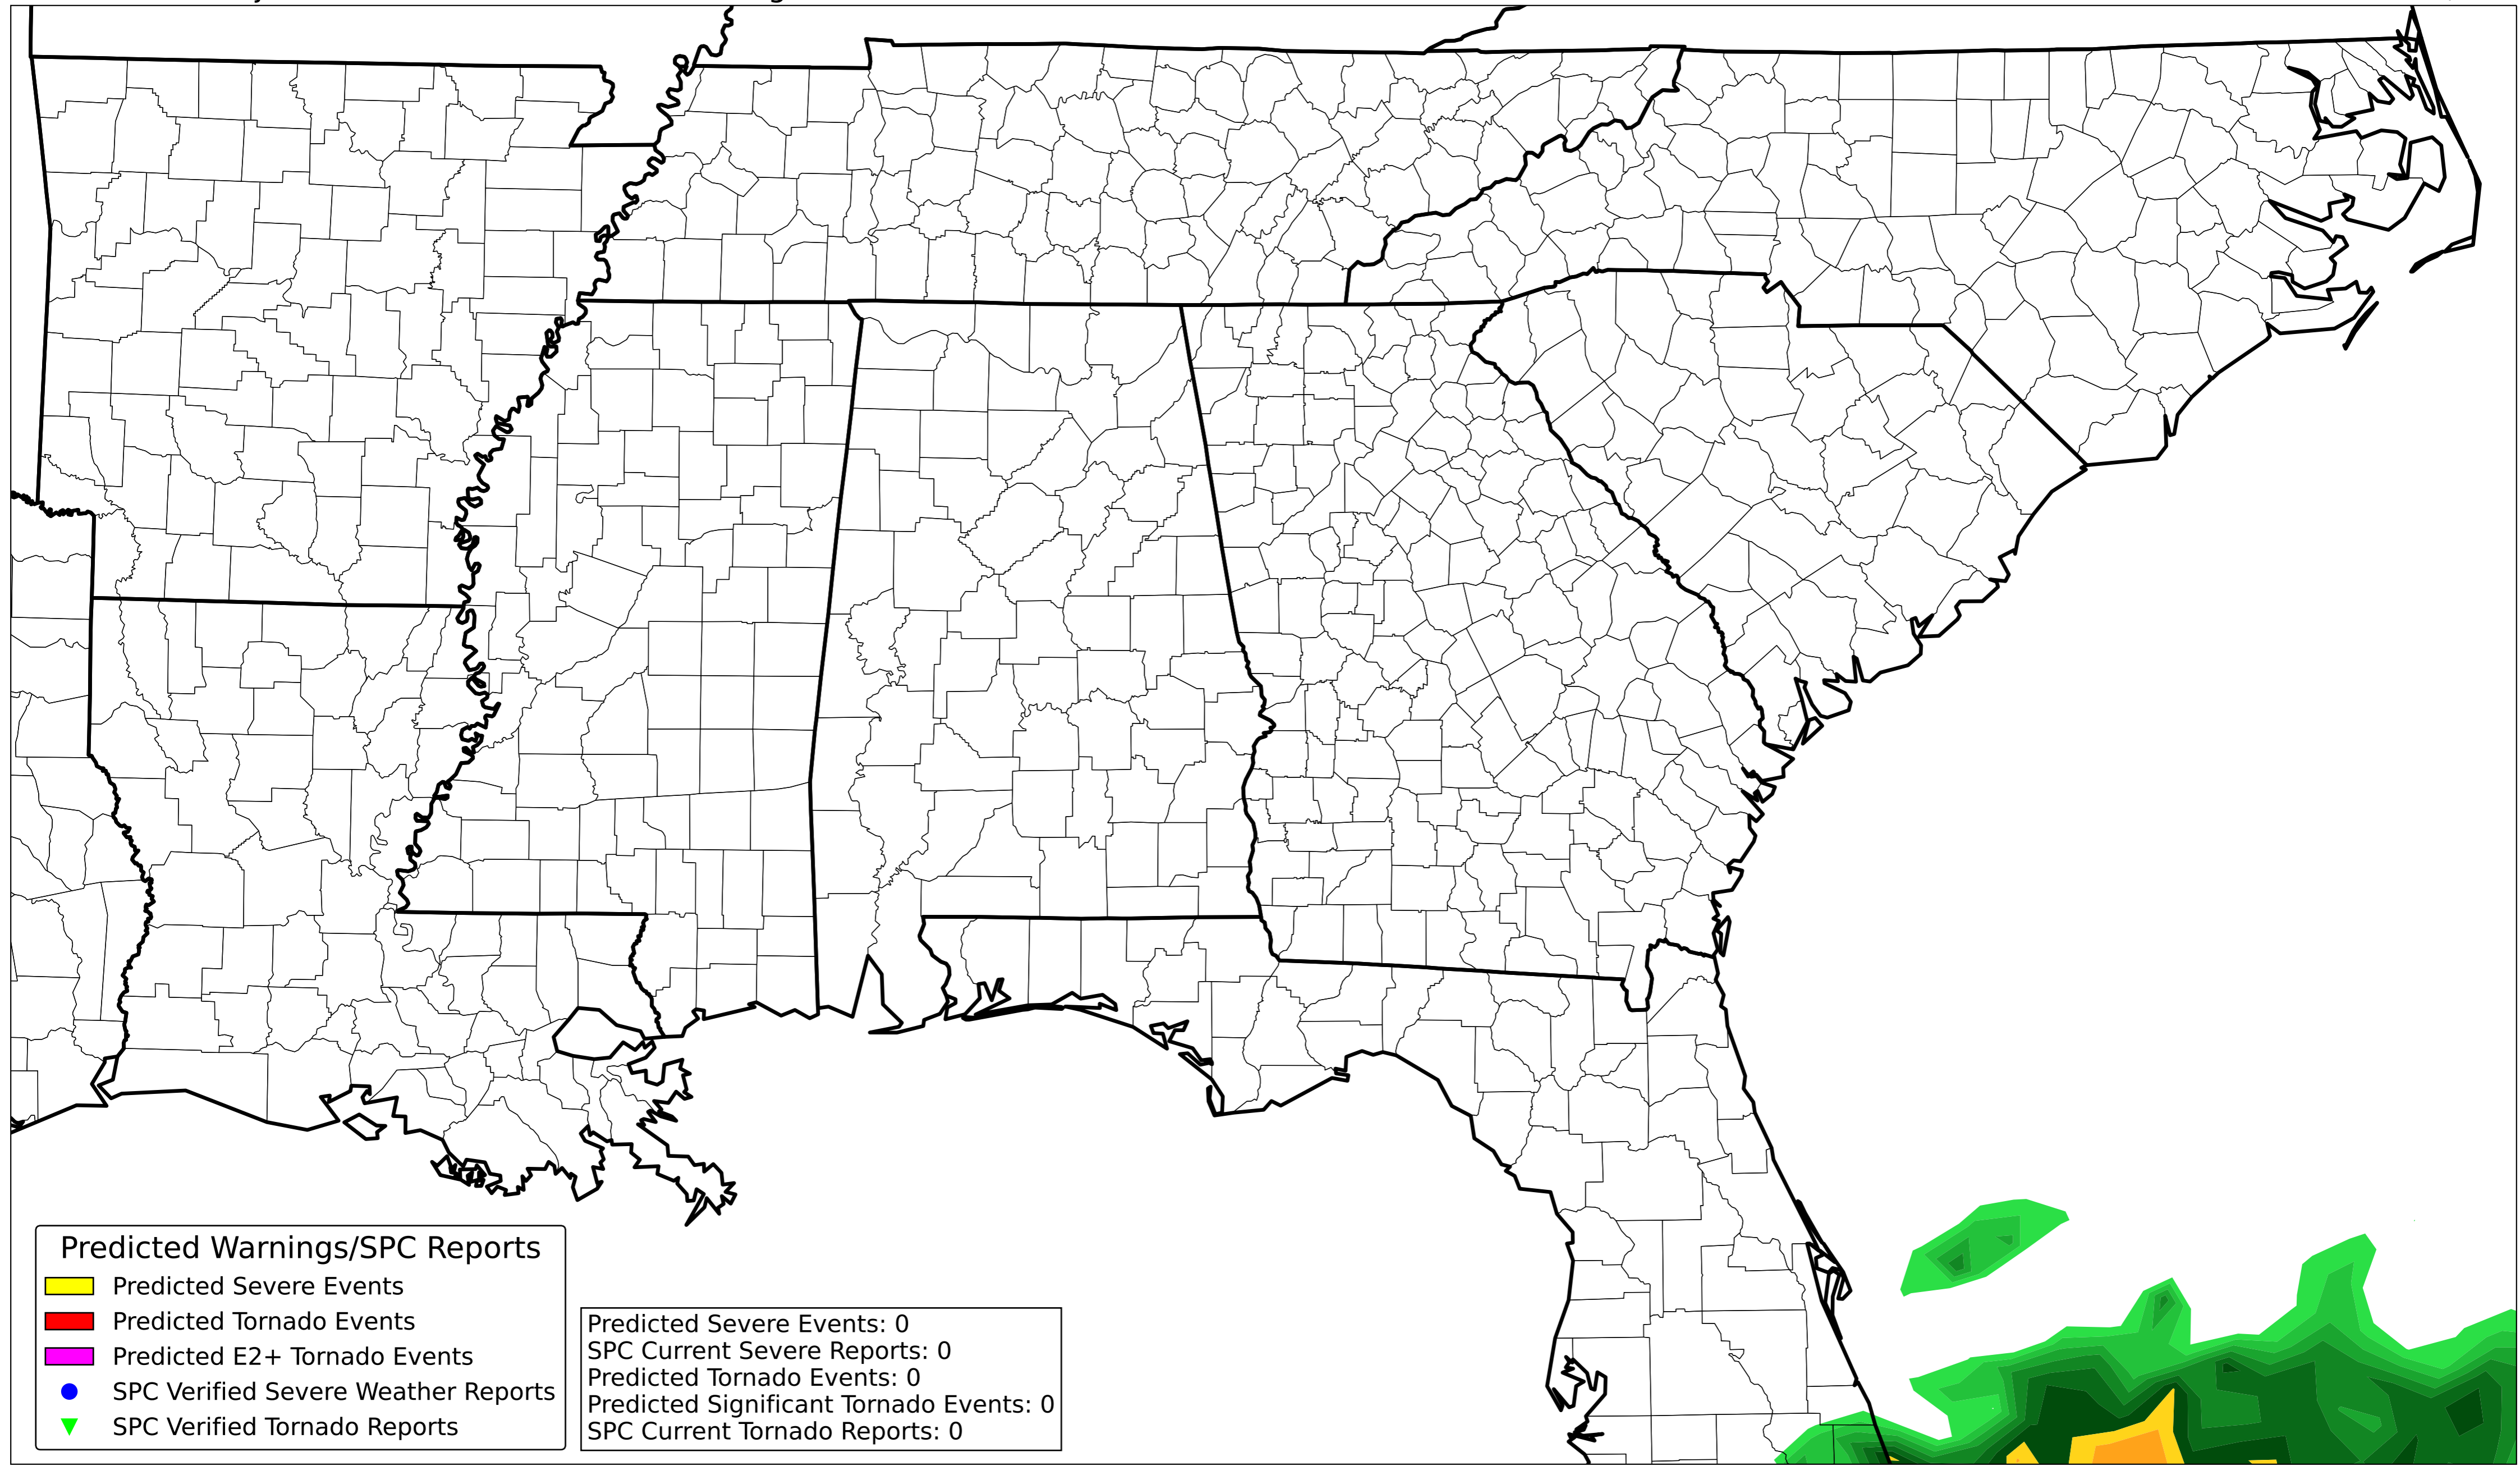 Predicted Warnings/SPC Reports
Predicted Severe Events
Predicted Tornado Events
Predicted E2+ Tornado Events
SPC Verified Severe Weather Reports
SPC Verified Tornado Reports
Predicted Severe Events: 0
SPC Current Severe Reports: 0
Predicted Tornado Events: 0
Predicted Significant Tornado Events: 0
SPC Current Tornado Reports: 0